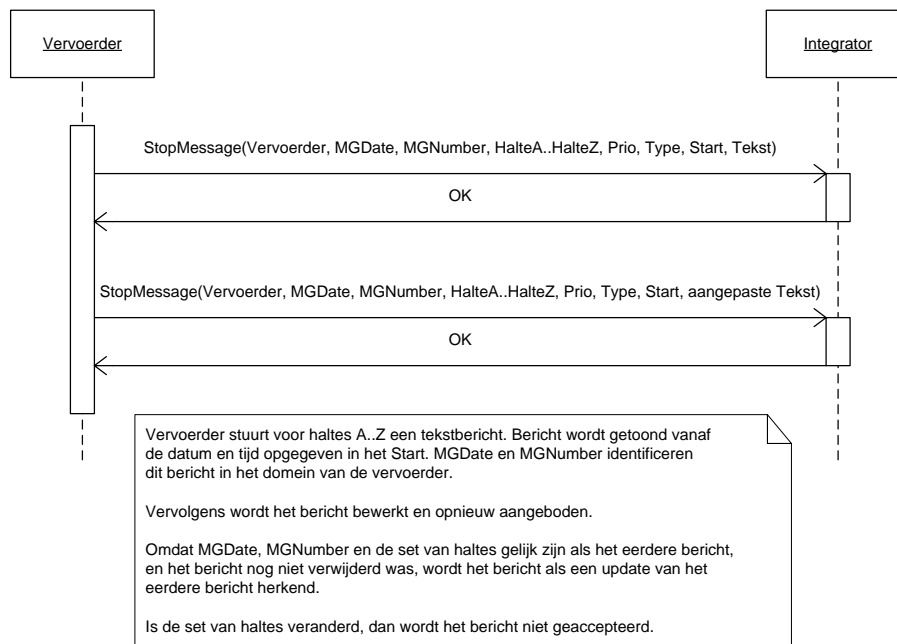 Vervoerder
Integrator
StopMessage(Vervoerder, MGDate, MGNumber, HalteA..HalteZ, Prio, Type, Start, Tekst)
OK
StopMessage(Vervoerder, MGDate, MGNumber, HalteA..HalteZ, Prio, Type, Start, aangepaste Tekst)
OK
Vervoerder stuurt voor haltes A..Z een tekstbericht. Bericht wordt getoond vanaf
de datum en tijd opgegeven in het Start. MGDate en MGNumber identificeren
dit bericht in het domein van de vervoerder.
Vervolgens wordt het bericht bewerkt en opnieuw aangeboden.
Omdat MGDate, MGNumber en de set van haltes gelijk zijn als het eerdere bericht,
en het bericht nog niet verwijderd was, wordt het bericht als een update van het
eerdere bericht herkend.
Is de set van haltes veranderd, dan wordt het bericht niet geaccepteerd.